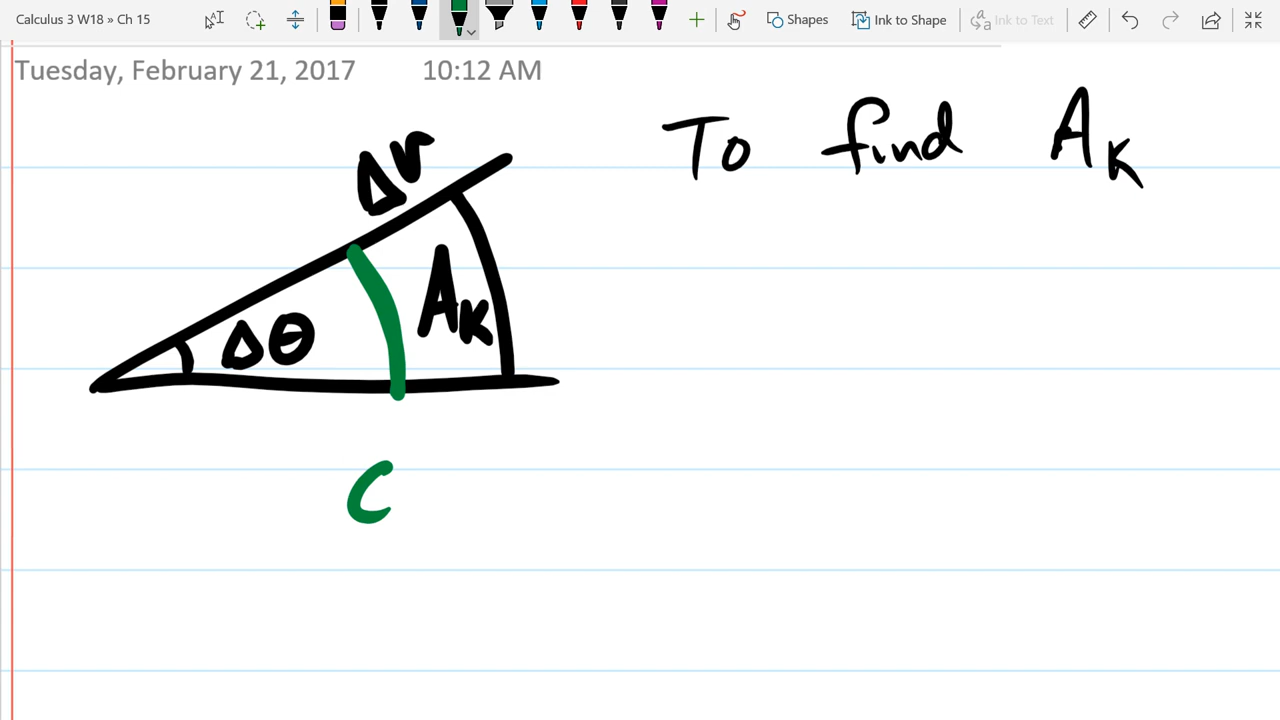 Calculus 3 W18 » Ch 15
Shapes
Ink to Shape
Ink to Text
Tuesday, February 21, 2017 10:12 AM
To find A_K
Δr
A_K
Δθ
C